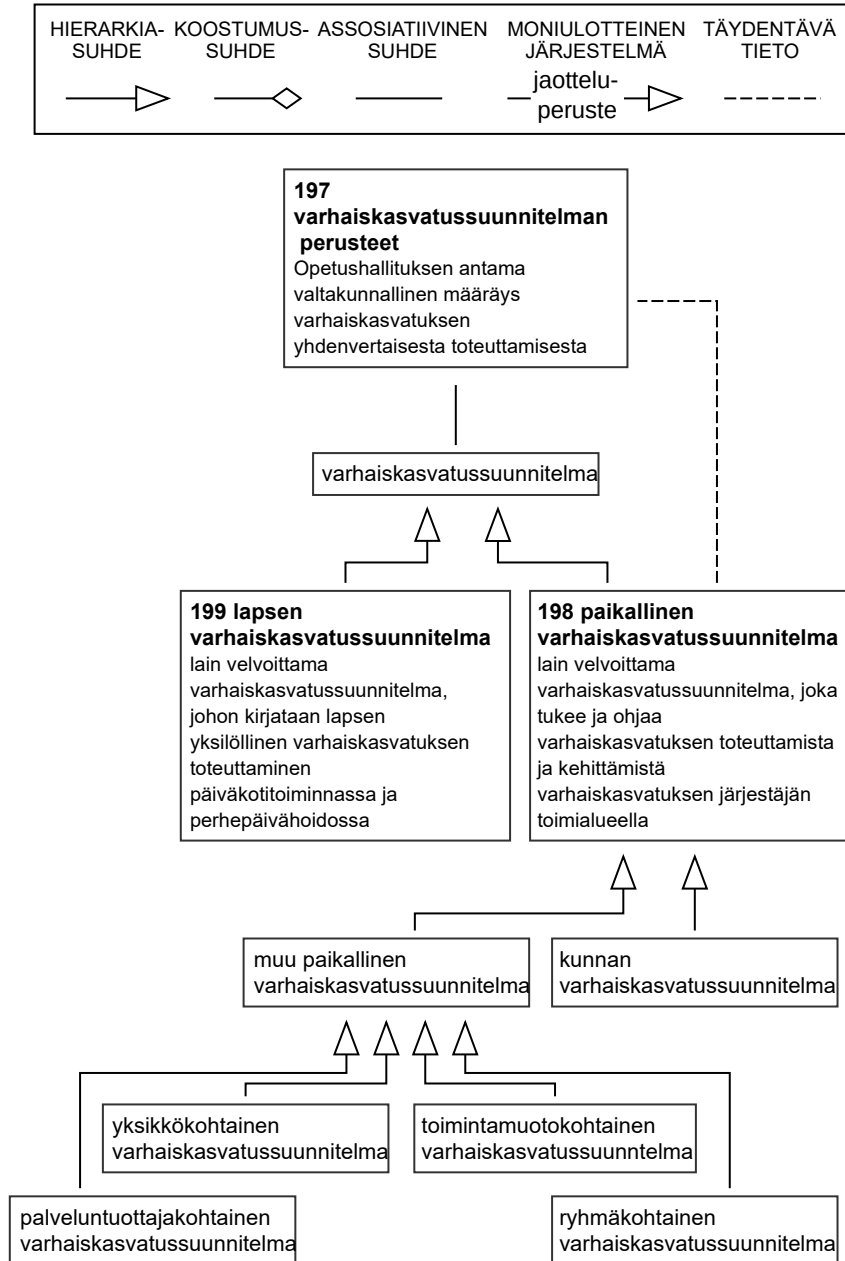 HIERARKIA-
SUHDE
KOOSTUMUS-
SUHDE
ASSOSIATIIVINEN
SUHDE
MONIULOTTEINEN
JÄRJESTELMÄ
jaottelu-
peruste
TÄYDENTÄVÄ
TIETO
197
varhaiskasvatussuunnitelman
perusteet
Opetushallituksen antama
valtakunnallinen määräys
varhaiskasvatuksen
yhdenvertaisesta toteuttamisesta
varhaiskasvatussuunnitelma
199 lapsen
varhaiskasvatussuunnitelma
lain velvoittama
varhaiskasvatussuunnitelma,
johon kirjataan lapsen
yksilöllinen varhaiskasvatuksen
toteuttaminen
päiväkotitoiminnassa ja
perhepäivähoidossa
198 paikallinen
varhaiskasvatussuunnitelma
lain velvoittama
varhaiskasvatussuunnitelma, joka
tukee ja ohjaa
varhaiskasvatuksen toteuttamista
ja kehittämistä
varhaiskasvatuksen järjestäjän
toimialueella
muu paikallinen
varhaiskasvatussuunnitelma
kunnan
varhaiskasvatussuunnitelma
yksikkökohtainen
varhaiskasvatussuunnitelma
toimintamuotokohtainen
varhaiskasvatussuunntelma
palveluntuottajakohtainen
varhaiskasvatussuunnitelma
ryhmäkohtainen
varhaiskasvatussuunnitelma